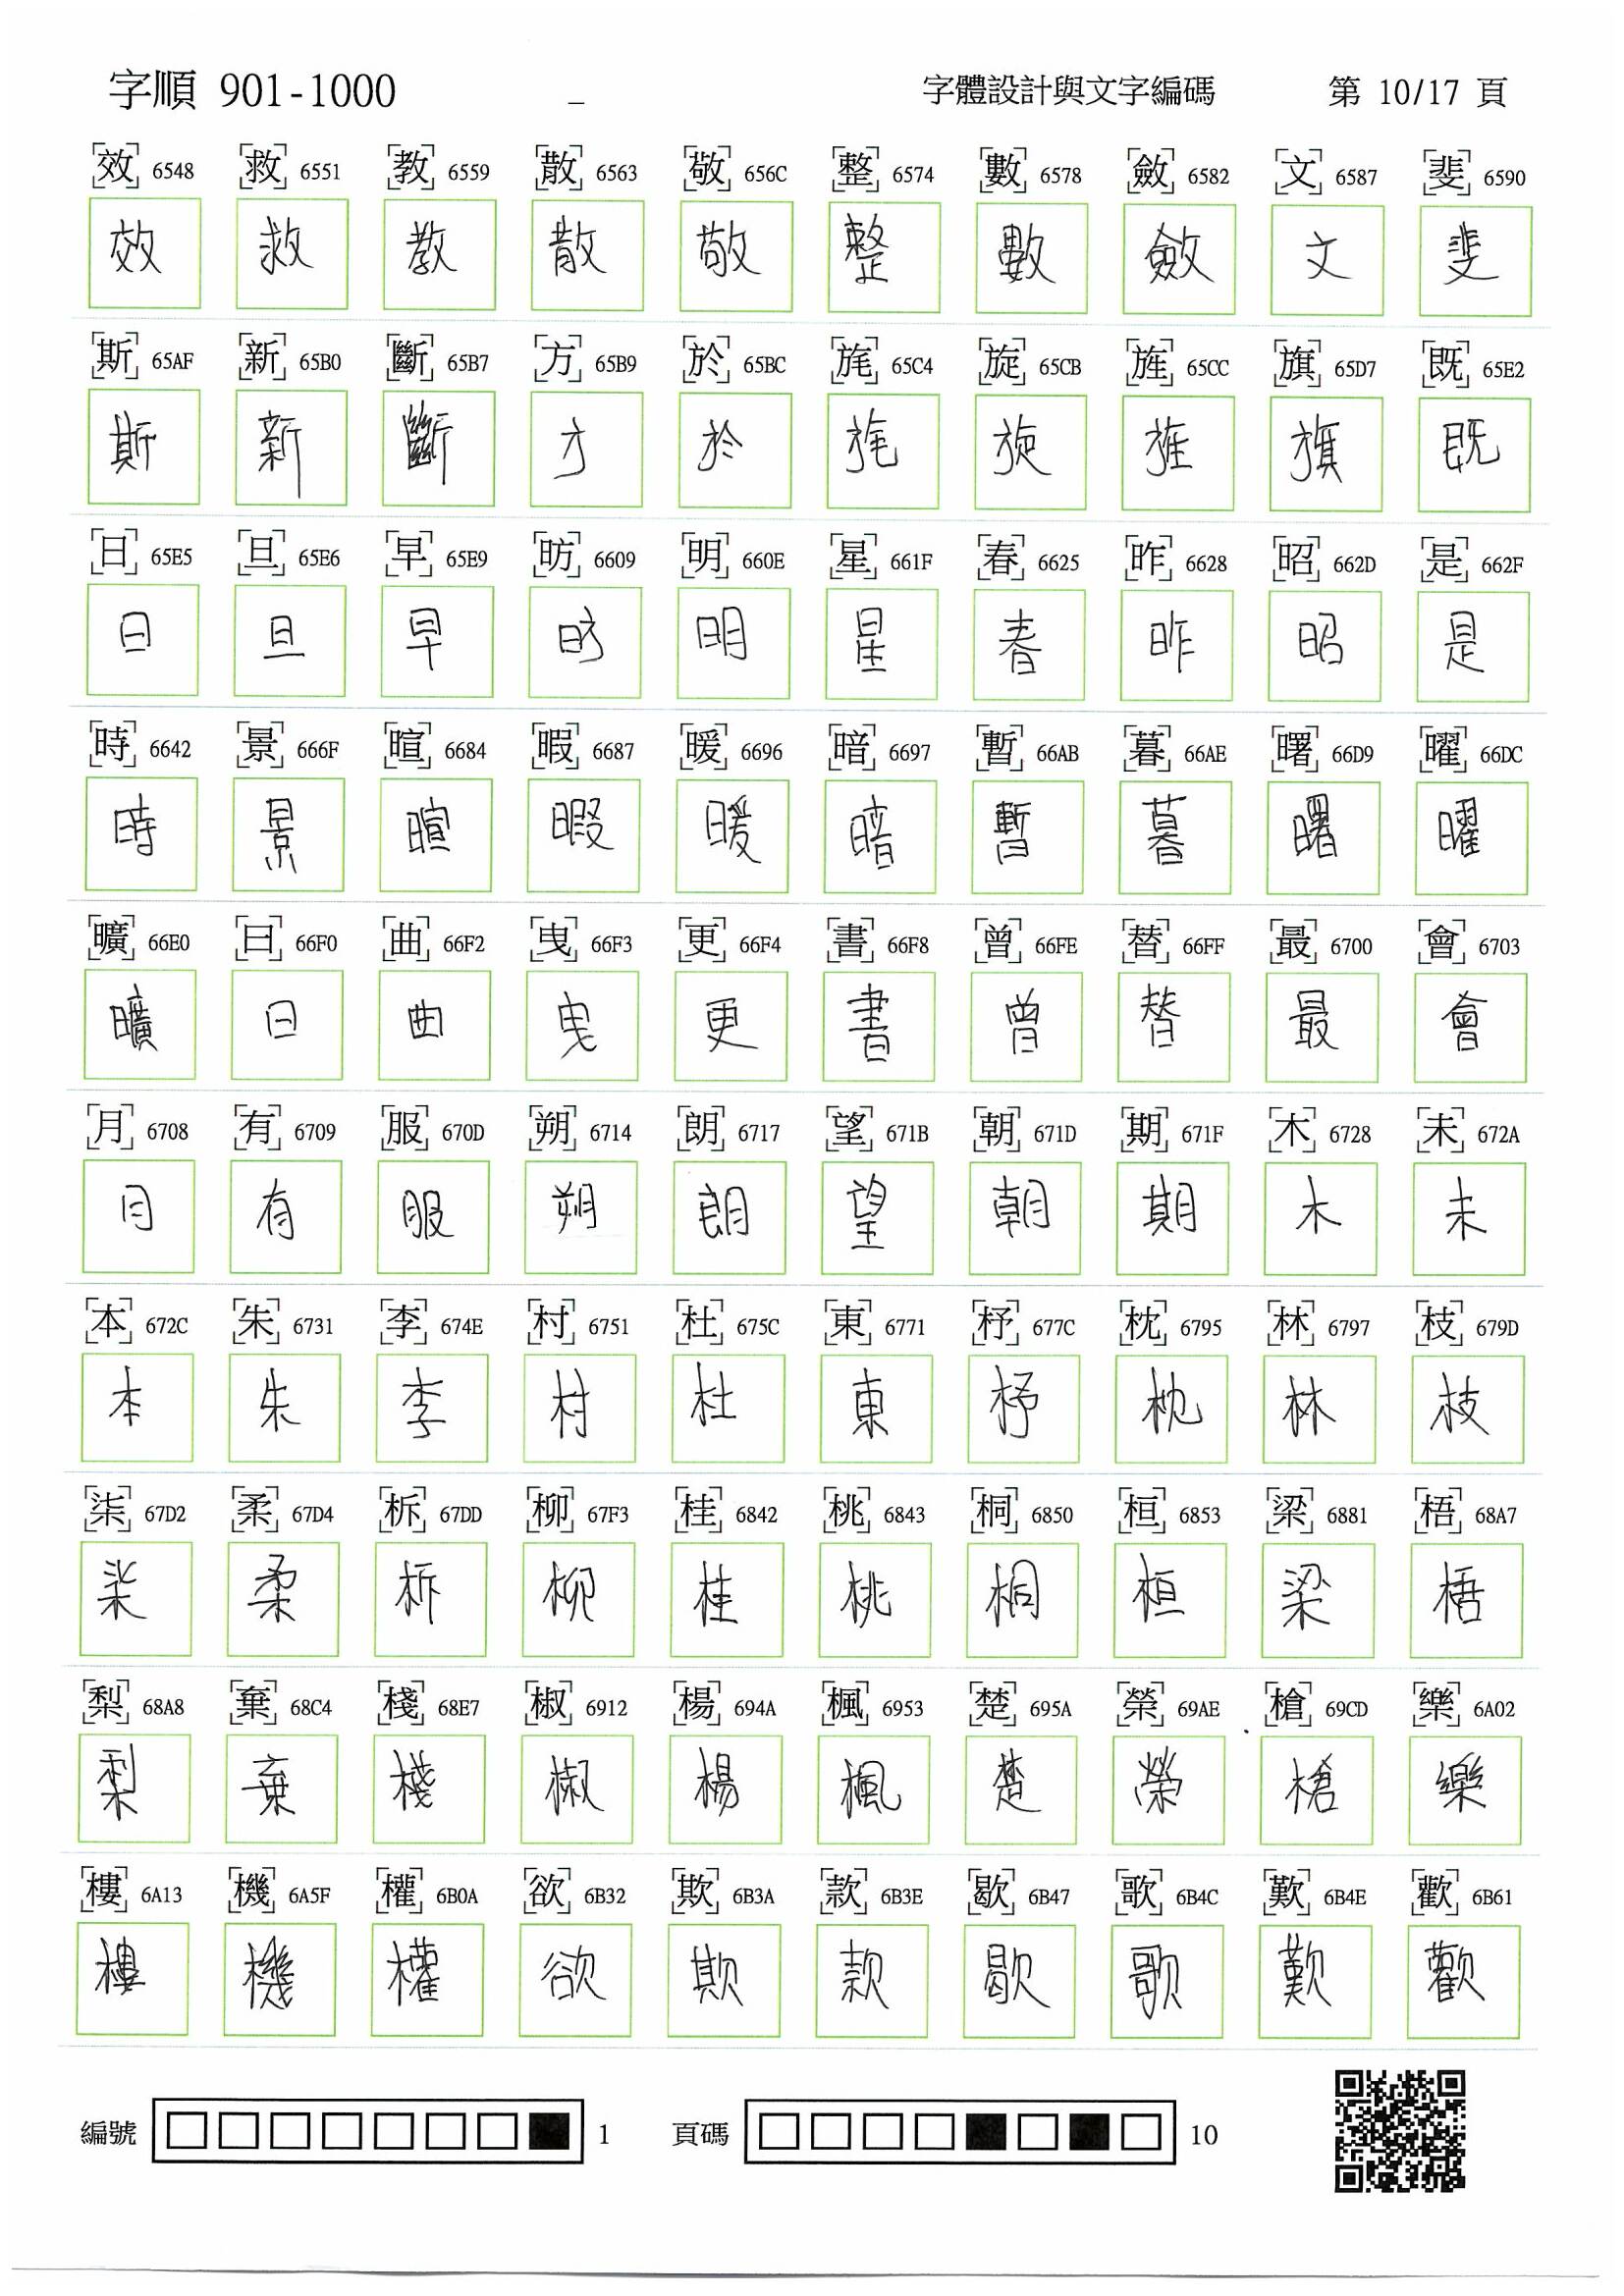 字順 901-1000 _ 字體設計與文字編碼 第 10/17 頁
效 6548 救 6551 教 6559 散 6563 敬 656C 整 6574 數 6578 斂 6582 文 6587 斐 6590
效 救 教 散 敬 整 數 斂 文 斐
斯 65AF 新 65B0 斷 65B7 方 65B9 於 65BC 旄 65C4 旋 65CB 旌 65CC 旗 65D7 既 65E2
斯 新 斷 方 於 旄 旋 旌 旗 既
日 65E5 旦 65E6 早 65E9 昉 6609 明 660E 星 661F 春 6625 昨 6628 昭 662D 是 662F
日 旦 早 昉 明 星 春 昨 昭 是
時 6642 景 666F 暄 6684 暇 6687 暖 6696 暗 6697 暫 66AB 暮 66AE 曙 66D9 曜 66DC
時 景 暄 暇 暖 暗 暫 暮 曙 曜
曠 66E0 曰 66F0 曲 66F2 曳 66F3 更 66F4 書 66F8 曾 66FE 替 66FF 最 6700 會 6703
曠 曰 曲 曳 更 書 曾 替 最 會
月 6708 有 6709 服 670D 朔 6714 朗 6717 望 671B 朝 671D 期 671F 木 6728 未 672A
月 有 服 朔 朗 望 朝 期 木 未
本 672C 朱 6731 李 674E 村 6751 杜 675C 東 6771 杼 677C 枕 6795 林 6797 枝 679D
本 朱 李 村 杜 東 杼 枕 林 枝
柒 67D2 柔 67D4 柝 67DD 柳 67F3 桂 6842 桃 6843 桐 6850 桓 6853 梁 6881 梧 68A7
柒 柔 柝 柳 桂 桃 桐 桓 梁 梧
梨 68A8 棄 68C4 棧 68E7 椒 6912 楊 694A 楓 6953 楚 695A 榮 69AE 槍 69CD 樂 6A02
梨 棄 棧 椒 楊 楓 楚 榮 槍 樂
樓 6A13 機 6A5F 權 6B0A 欲 6B32 欺 6B3A 款 6B3E 歇 6B47 歌 6B4C 歎 6B4E 歡 6B61
樓 機 權 欲 欺 款 歇 歌 歎 歡
編號 1 頁碼 10